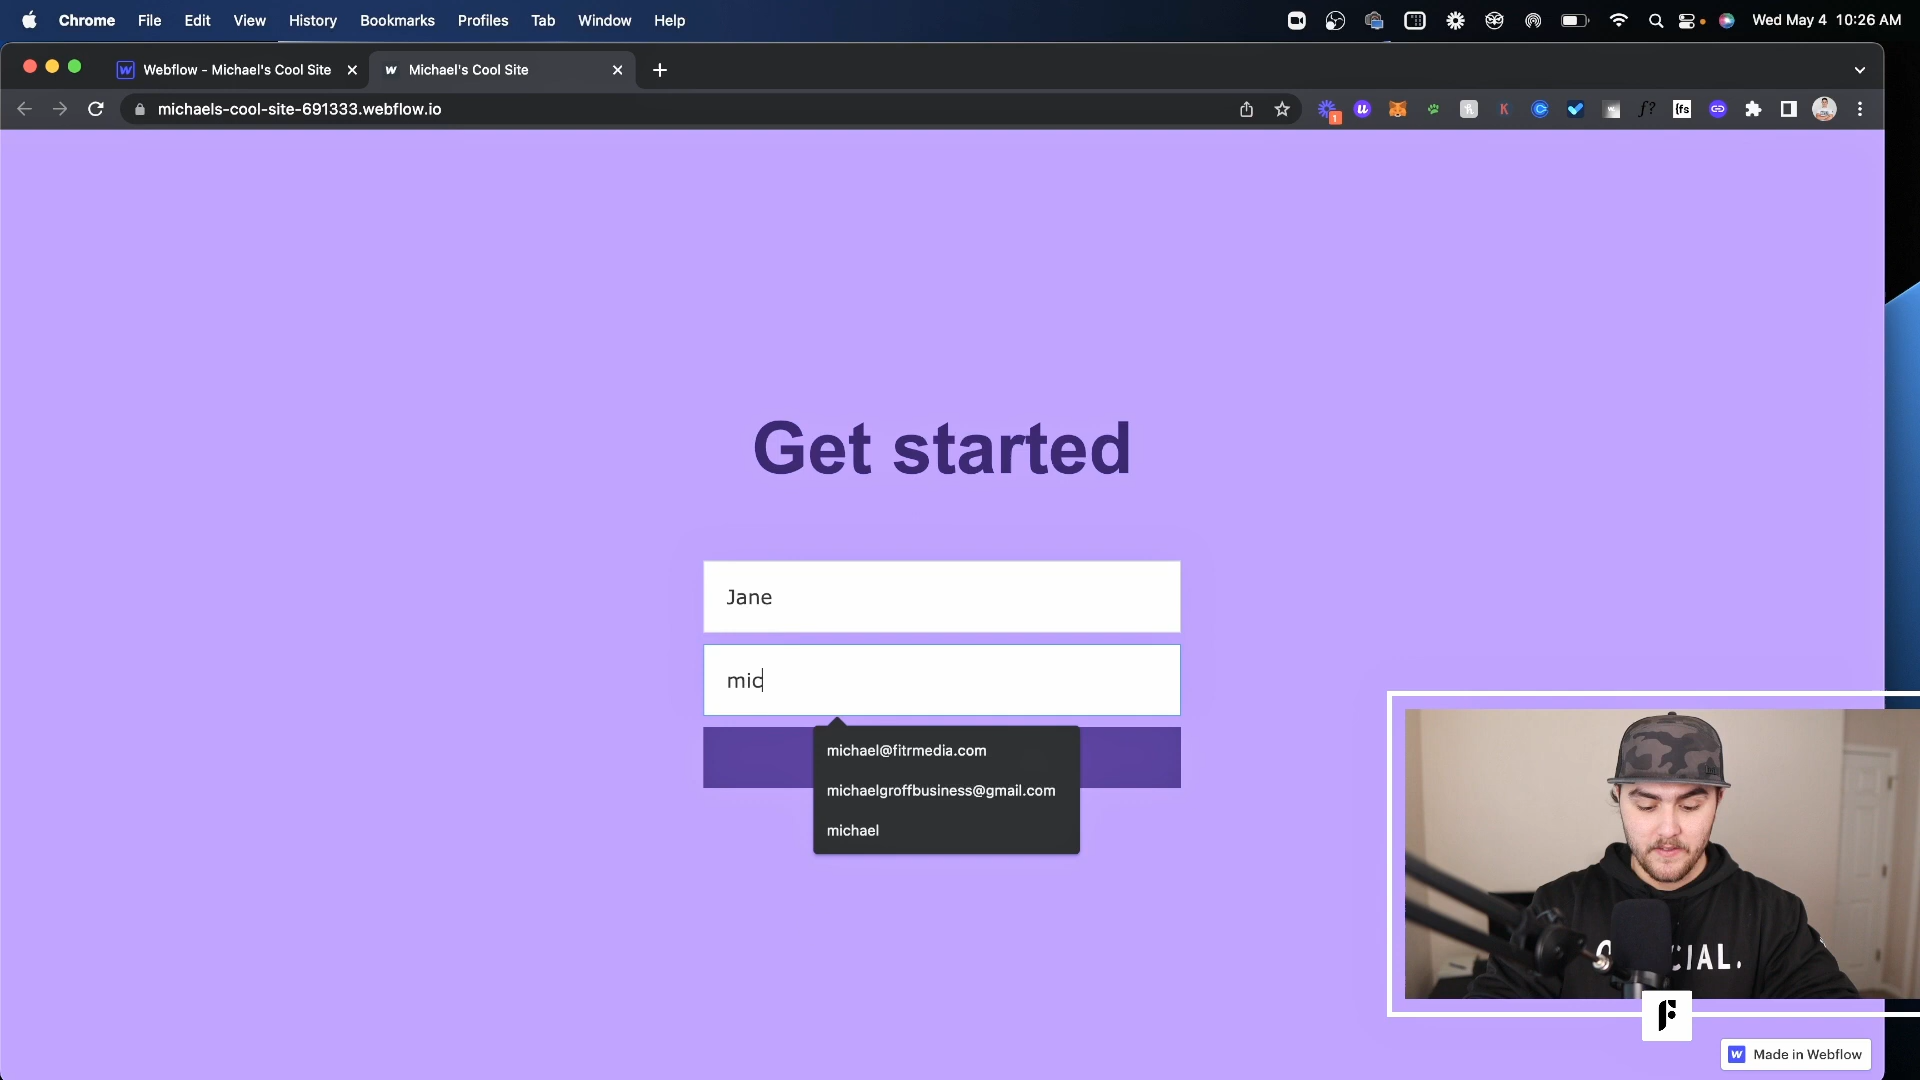 Chrome File Edit View History Bookmarks Profiles Tab Window Help Wed May 4 10:26 AM
Webflow - Michael's Cool Site Michael's Cool Site
michaels-cool-site-691333.webflow.io
Get started
Jane
mic
michael@fitrmedia.com
michaelgroffbusiness@gmail.com
michael
Made in Webflow